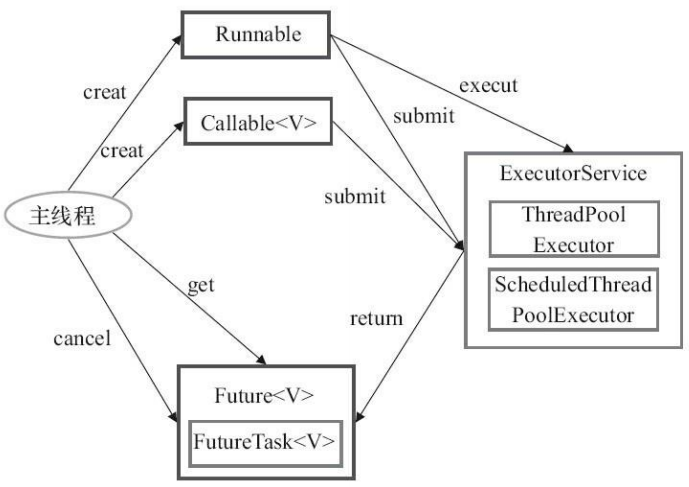 Runnable
creat
execut
submit
Callable<V>
creat
ExecutorService
submit
主线程
ThreadPool
Executor
ScheduledThread
PoolExecutor
get
return
cancel
Future<V>
FutureTask<V>